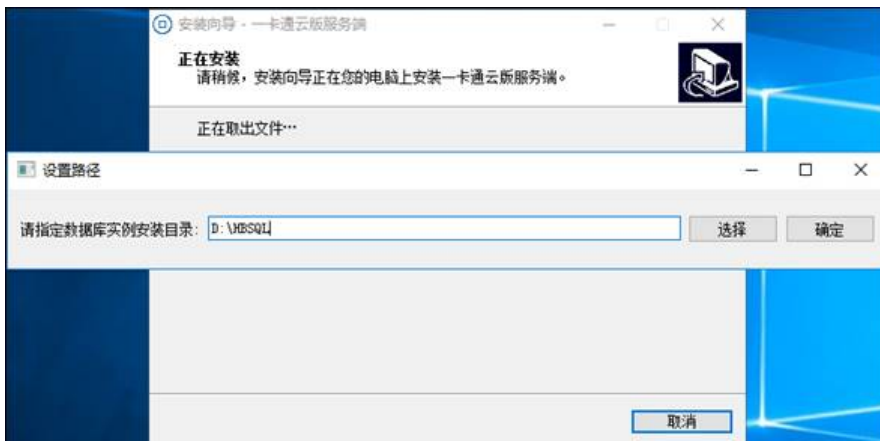 安装向导 - 一卡通云版服务端
正在安装
请稍候，安装向导正在您的电脑上安装一卡通云版服务端。
正在取出文件…
设置路径
请指定数据库实例安装目录: D:\HBSQL 选择 确定
取消